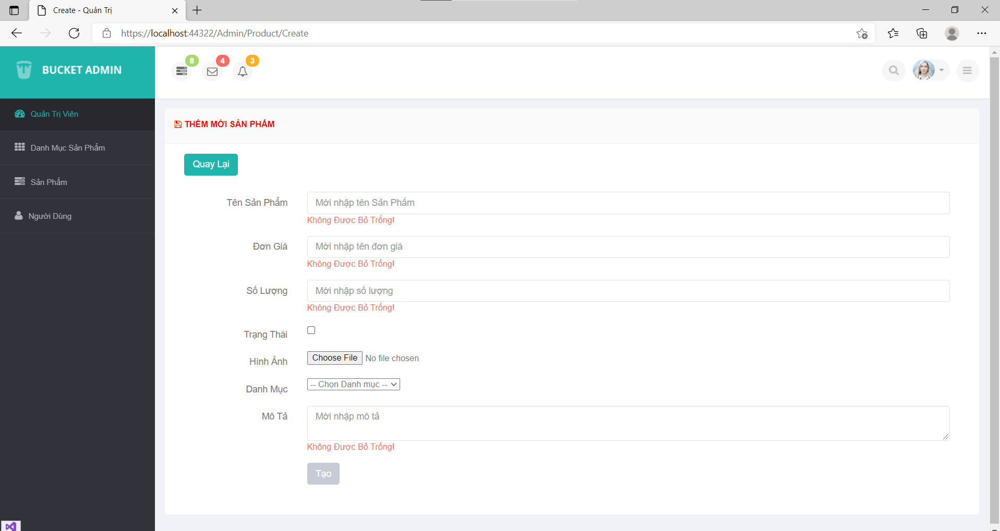 Create - Quản Trị
https://localhost:44322/Admin/Product/Create
BUCKET ADMIN
8
4
3
Quản Trị Viên
Danh Mục Sản Phẩm
Sản Phẩm
Người Dùng
THÊM MỚI SẢN PHẨM
Quay Lại
Tên Sản Phẩm
Mời nhập tên Sản Phẩm
Không Được Bỏ Trống!
Đơn Giá
Mời nhập tên đơn giá
Không Được Bỏ Trống!
Số Lượng
Mời nhập số lượng
Không Được Bỏ Trống!
Trạng Thái
Hình Ảnh
Choose File No file chosen
Danh Mục
-- Chọn Danh mục --
Mô Tả
Mời nhập mô tả
Không Được Bỏ Trống!
Tạo